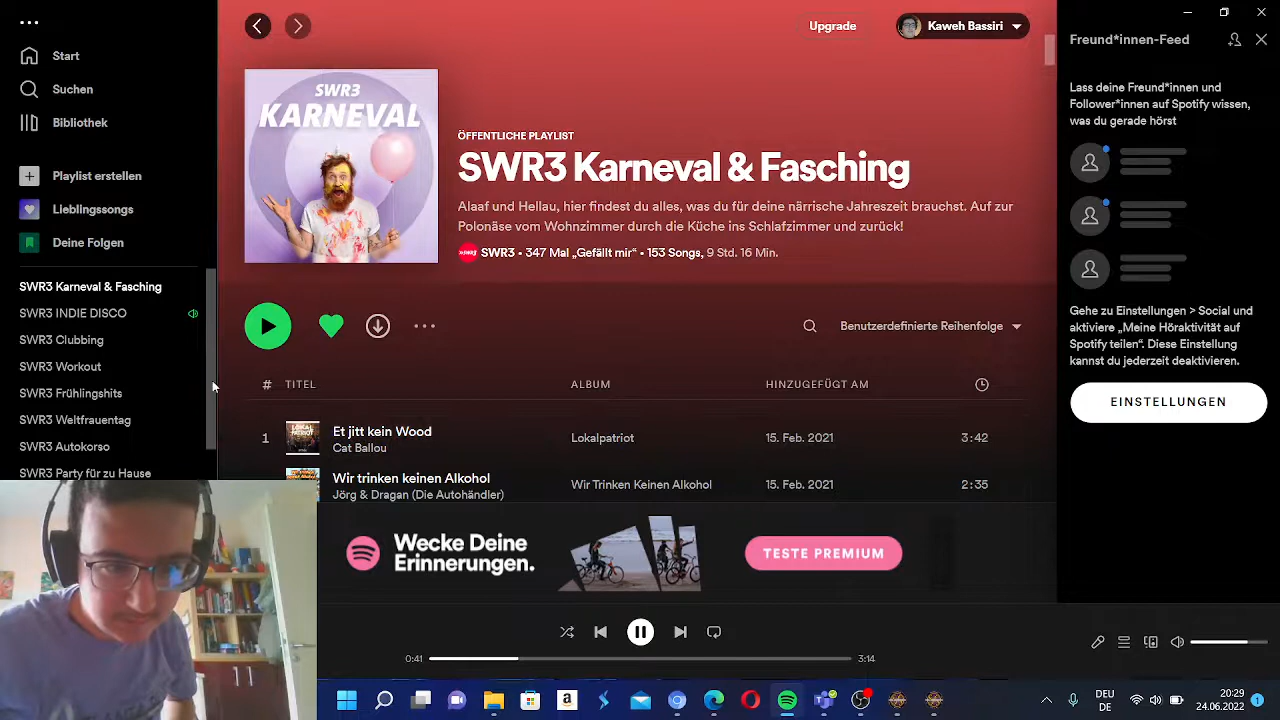 Start
Suchen
Bibliothek
Playlist erstellen
Lieblingssongs
Deine Folgen
SWR3 Karneval & Fasching
SWR3 INDIE DISCO
SWR3 Clubbing
SWR3 Workout
SWR3 Frühlingshits
SWR3 Weltfrauentag
SWR3 Autokorso
SWR3 Party für zu Hause
Upgrade
Kaweh Bassiri
SWR3
KARNEVAL
ÖFFENTLICHE PLAYLIST
SWR3 Karneval & Fasching
Alaaf und Hellau, hier findest du alles, was du für deine närrische Jahreszeit brauchst. Auf zur
Polonäse vom Wohnzimmer durch die Küche ins Schlafzimmer und zurück!
SWR3 • 347 Mal „Gefällt mir“ • 153 Songs, 9 Std. 16 Min.
Benutzerdefinierte Reihenfolge
# TITEL ALBUM HINZUGEFÜGT AM
1 Et jitt kein Wood Lokalpatriot 15. Feb. 2021 3:42
Cat Ballou
Wir trinken keinen Alkohol Wir Trinken Keinen Alkohol 15. Feb. 2021 2:35
Jörg & Dragan (Die Autohändler)
Wecke Deine
Erinnerungen.
TESTE PREMIUM
Freund*innen-Feed
Lass deine Freund*innen und
Follower*innen auf Spotify wissen,
was du gerade hörst
Gehe zu Einstellungen > Social und
aktiviere „Meine Höraktivität auf
Spotify teilen“. Diese Einstellung
kannst du jederzeit deaktivieren.
EINSTELLUNGEN
0:41 3:14
DE
DE
20:29
24.06.2022
1